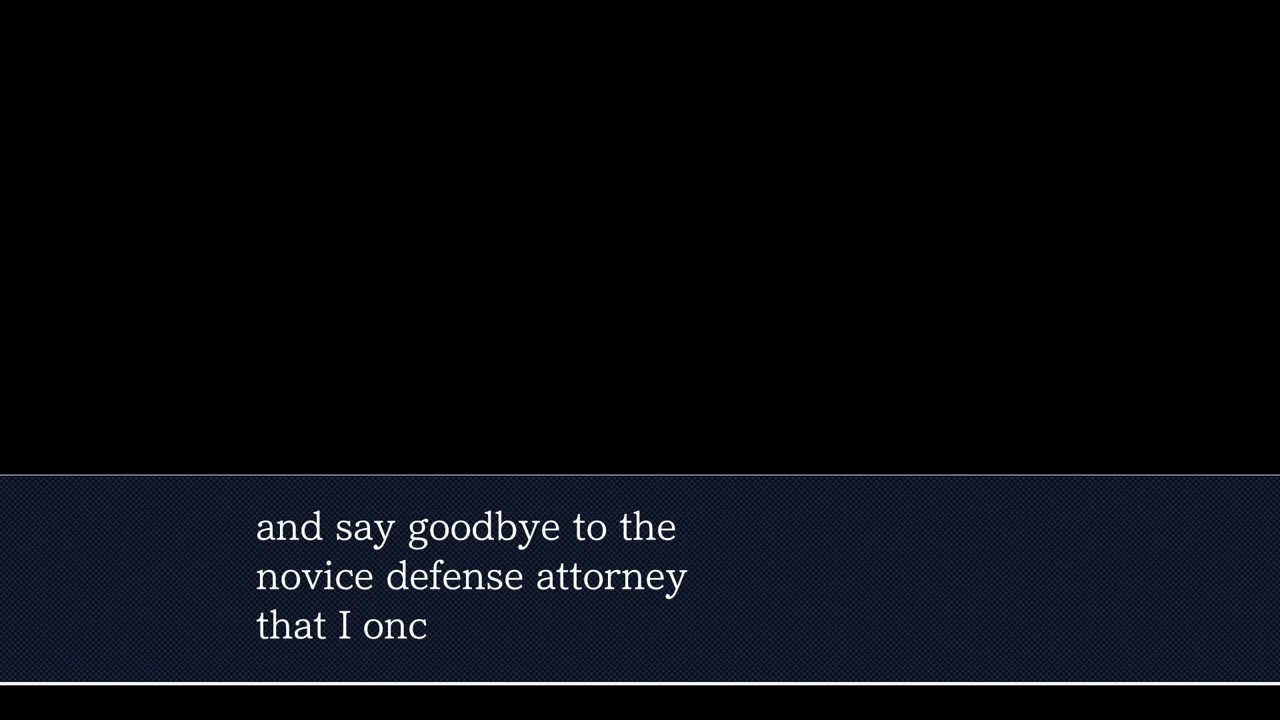 and say goodbye to the
novice defense attorney
that I onc